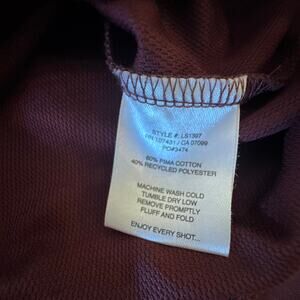 STYLE #: LS1397
RN 107431 / CA 07099
PO#3474
60% PIMA COTTON
40% RECYCLED POLYESTER
MACHINE WASH COLD
TUMBLE DRY LOW
REMOVE PROMPTLY
FLUFF AND FOLD
ENJOY EVERY SHOT...